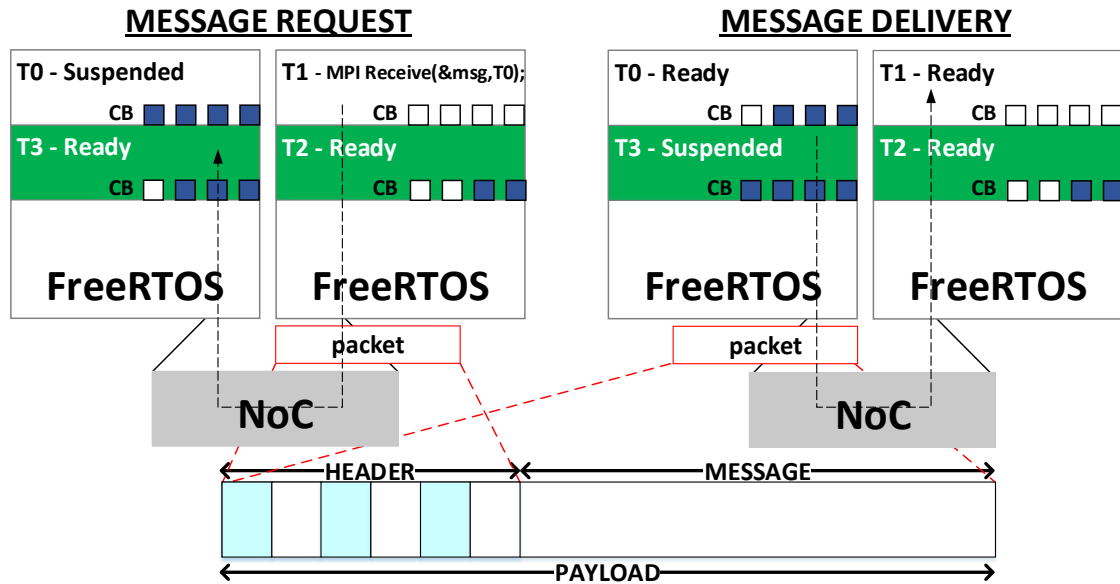 MESSAGE REQUEST
T0 - Suspended
CB
T3 - Ready
CB
FreeRTOS
T1 - MPI Receive(&msg,T0);
CB
T2 - Ready
CB
FreeRTOS
packet
NoC
MESSAGE DELIVERY
T0 - Ready
CB
T3 - Suspended
CB
FreeRTOS
T1 - Ready
CB
T2 - Ready
CB
FreeRTOS
packet
NoC
HEADER
MESSAGE
PAYLOAD